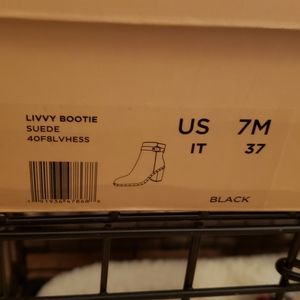 LIVVY BOOTIE
SUEDE
40F8LVHESS
US 7M
IT 37
BLACK